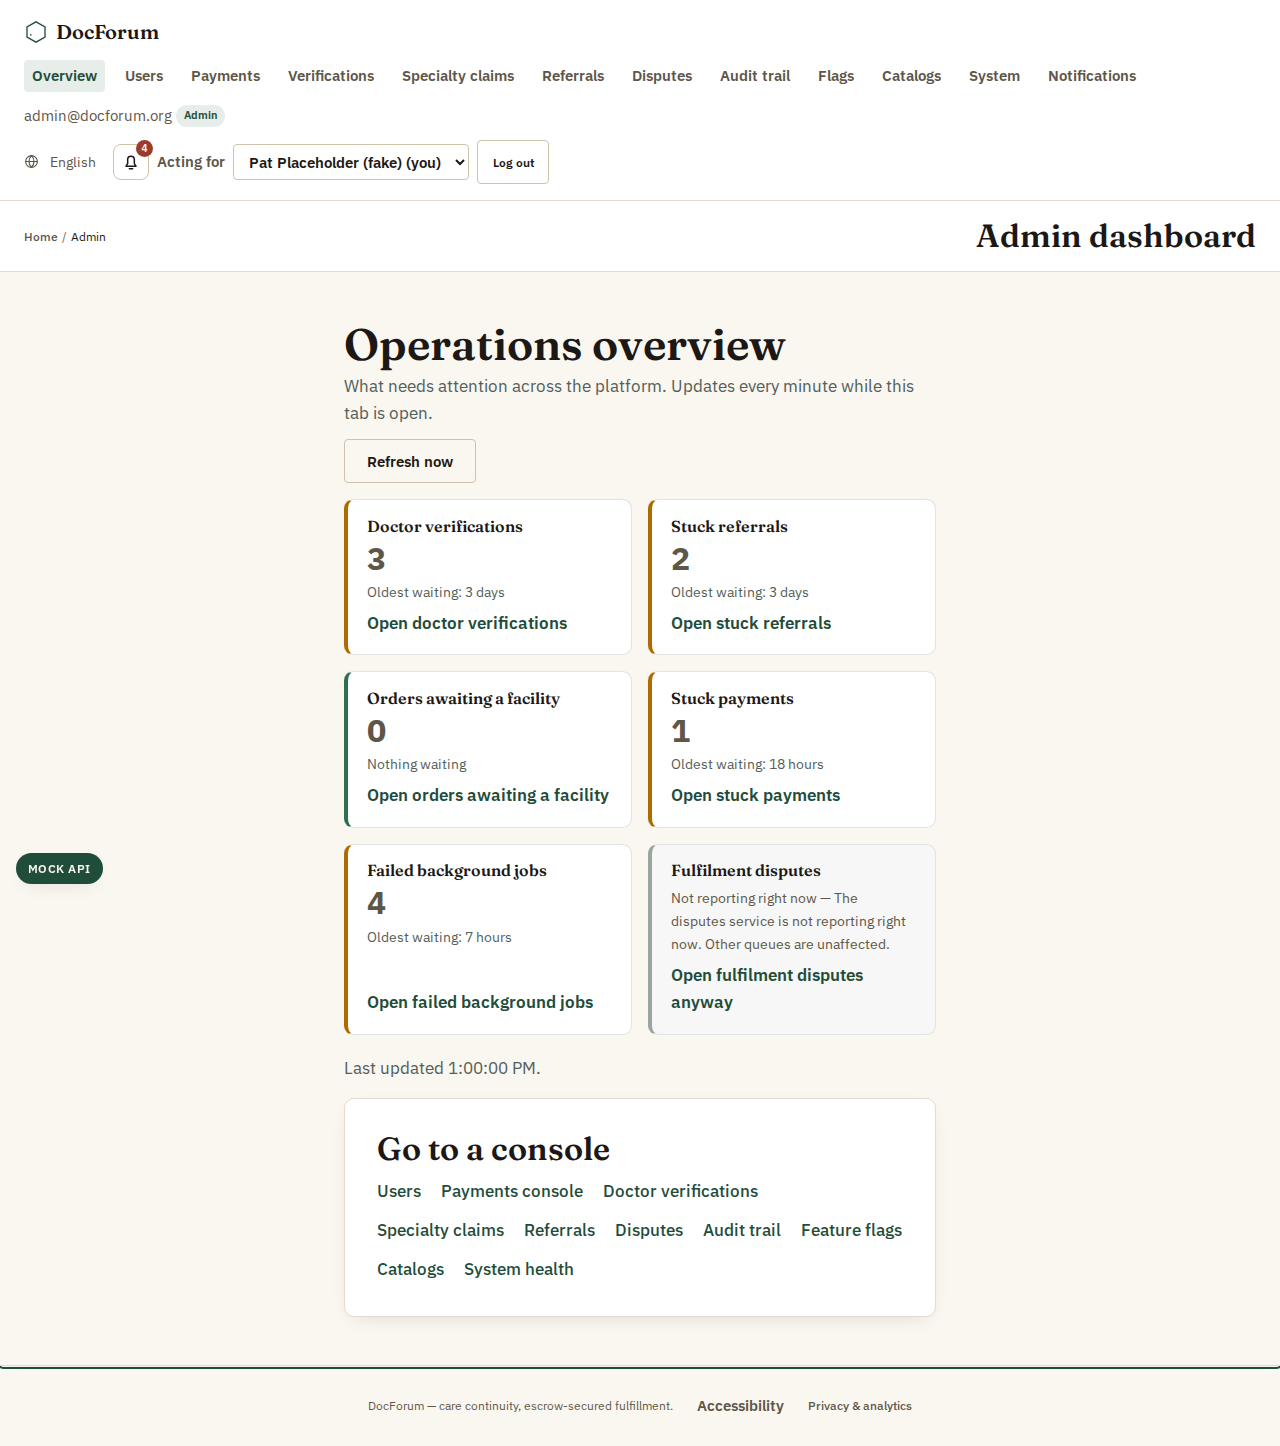 DocForum
Overview Users Payments Verifications Specialty claims Referrals Disputes Audit trail Flags Catalogs System Notifications
admin@docforum.org Admin
English 4 Acting for Pat Placeholder (fake) (you) Log out
Home / Admin Admin dashboard
Operations overview
What needs attention across the platform. Updates every minute while this
tab is open.
Refresh now
Doctor verifications
3
Oldest waiting: 3 days
Open doctor verifications
Stuck referrals
2
Oldest waiting: 3 days
Open stuck referrals
Orders awaiting a facility
0
Nothing waiting
Open orders awaiting a facility
Stuck payments
1
Oldest waiting: 18 hours
Open stuck payments
MOCK API
Failed background jobs
4
Oldest waiting: 7 hours
Open failed background jobs
Fulfilment disputes
Not reporting right now — The
disputes service is not reporting right
now. Other queues are unaffected.
Open fulfilment disputes
anyway
Last updated 1:00:00 PM.
Go to a console
Users Payments console Doctor verifications
Specialty claims Referrals Disputes Audit trail Feature flags
Catalogs System health
DocForum — care continuity, escrow-secured fulfillment. Accessibility Privacy & analytics